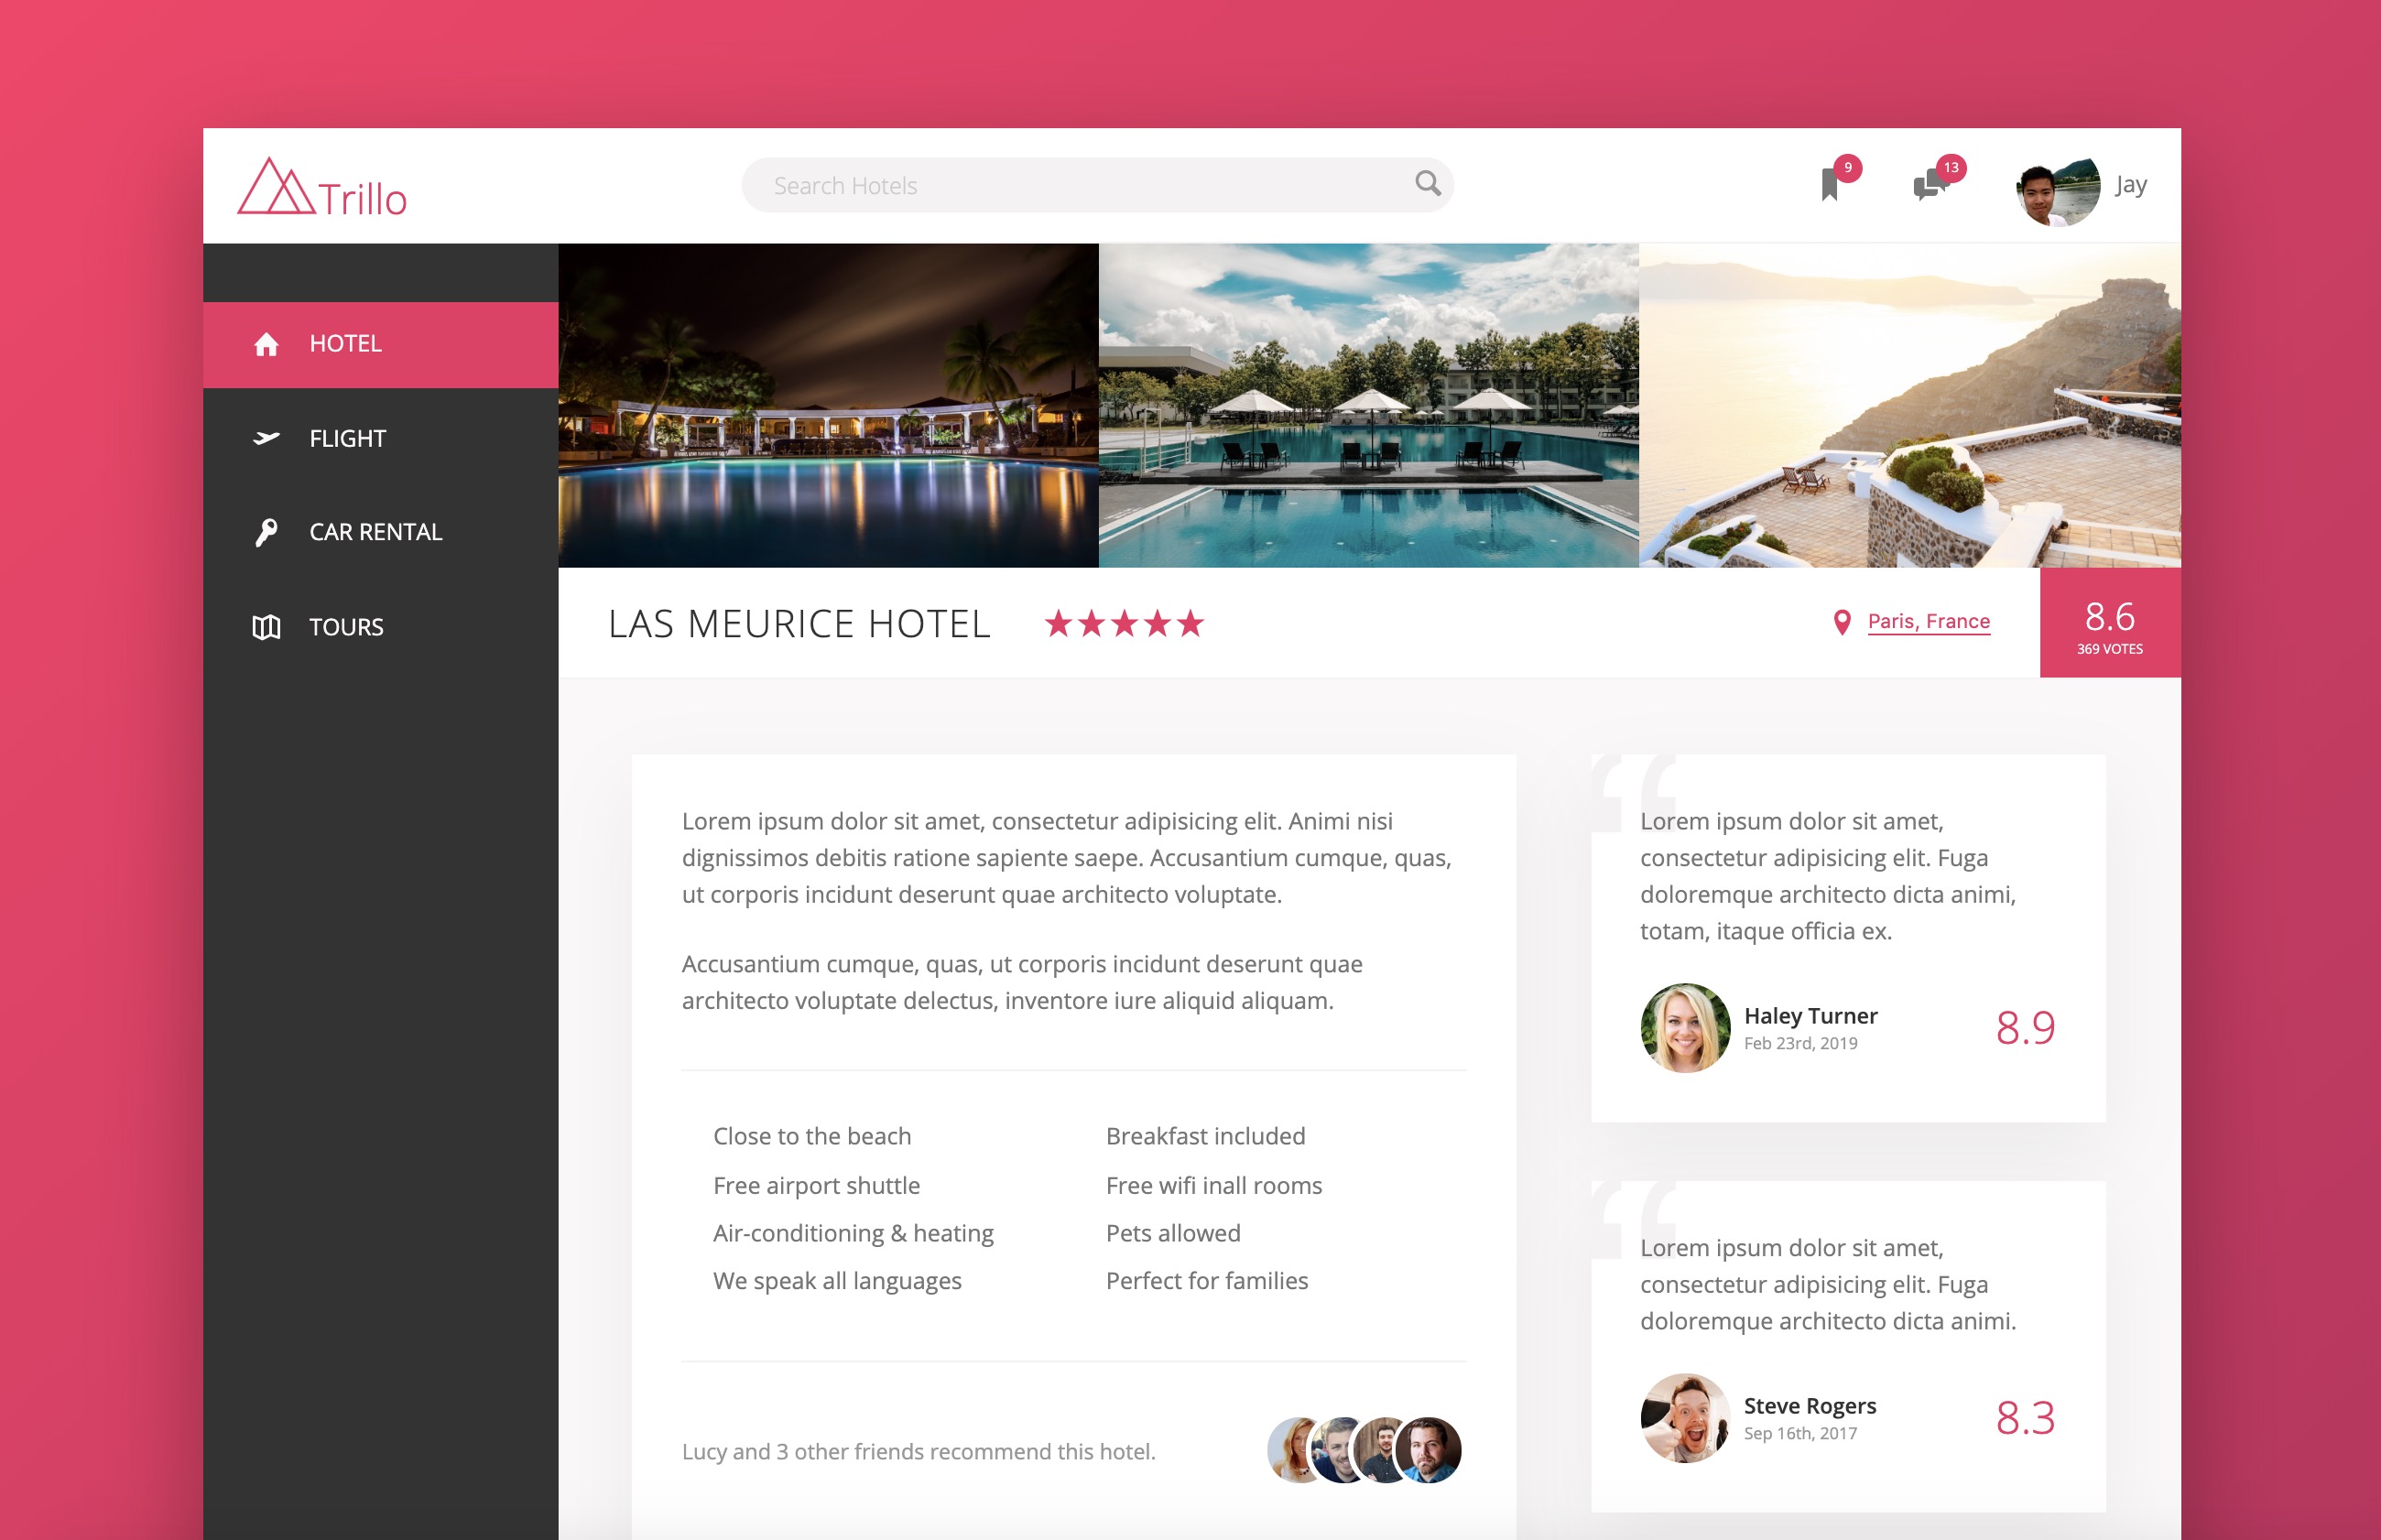 Trillo
Search Hotels
9
13
Jay
HOTEL
FLIGHT
CAR RENTAL
TOURS
LAS MEURICE HOTEL
Paris, France
8.6
369 VOTES
Lorem ipsum dolor sit amet, consectetur adipisicing elit. Animi nisi
dignissimos debitis ratione sapiente saepe. Accusantium cumque, quas,
ut corporis incidunt deserunt quae architecto voluptate.
Accusantium cumque, quas, ut corporis incidunt deserunt quae
architecto voluptate delectus, inventore iure aliquid aliquam.
Close to the beach
Breakfast included
Free airport shuttle
Free wifi inall rooms
Air-conditioning & heating
Pets allowed
We speak all languages
Perfect for families
Lucy and 3 other friends recommend this hotel.
“
Lorem ipsum dolor sit amet,
consectetur adipisicing elit. Fuga
doloremque architecto dicta animi,
totam, itaque officia ex.
Haley Turner
Feb 23rd, 2019
8.9
“
Lorem ipsum dolor sit amet,
consectetur adipisicing elit. Fuga
doloremque architecto dicta animi.
Steve Rogers
Sep 16th, 2017
8.3